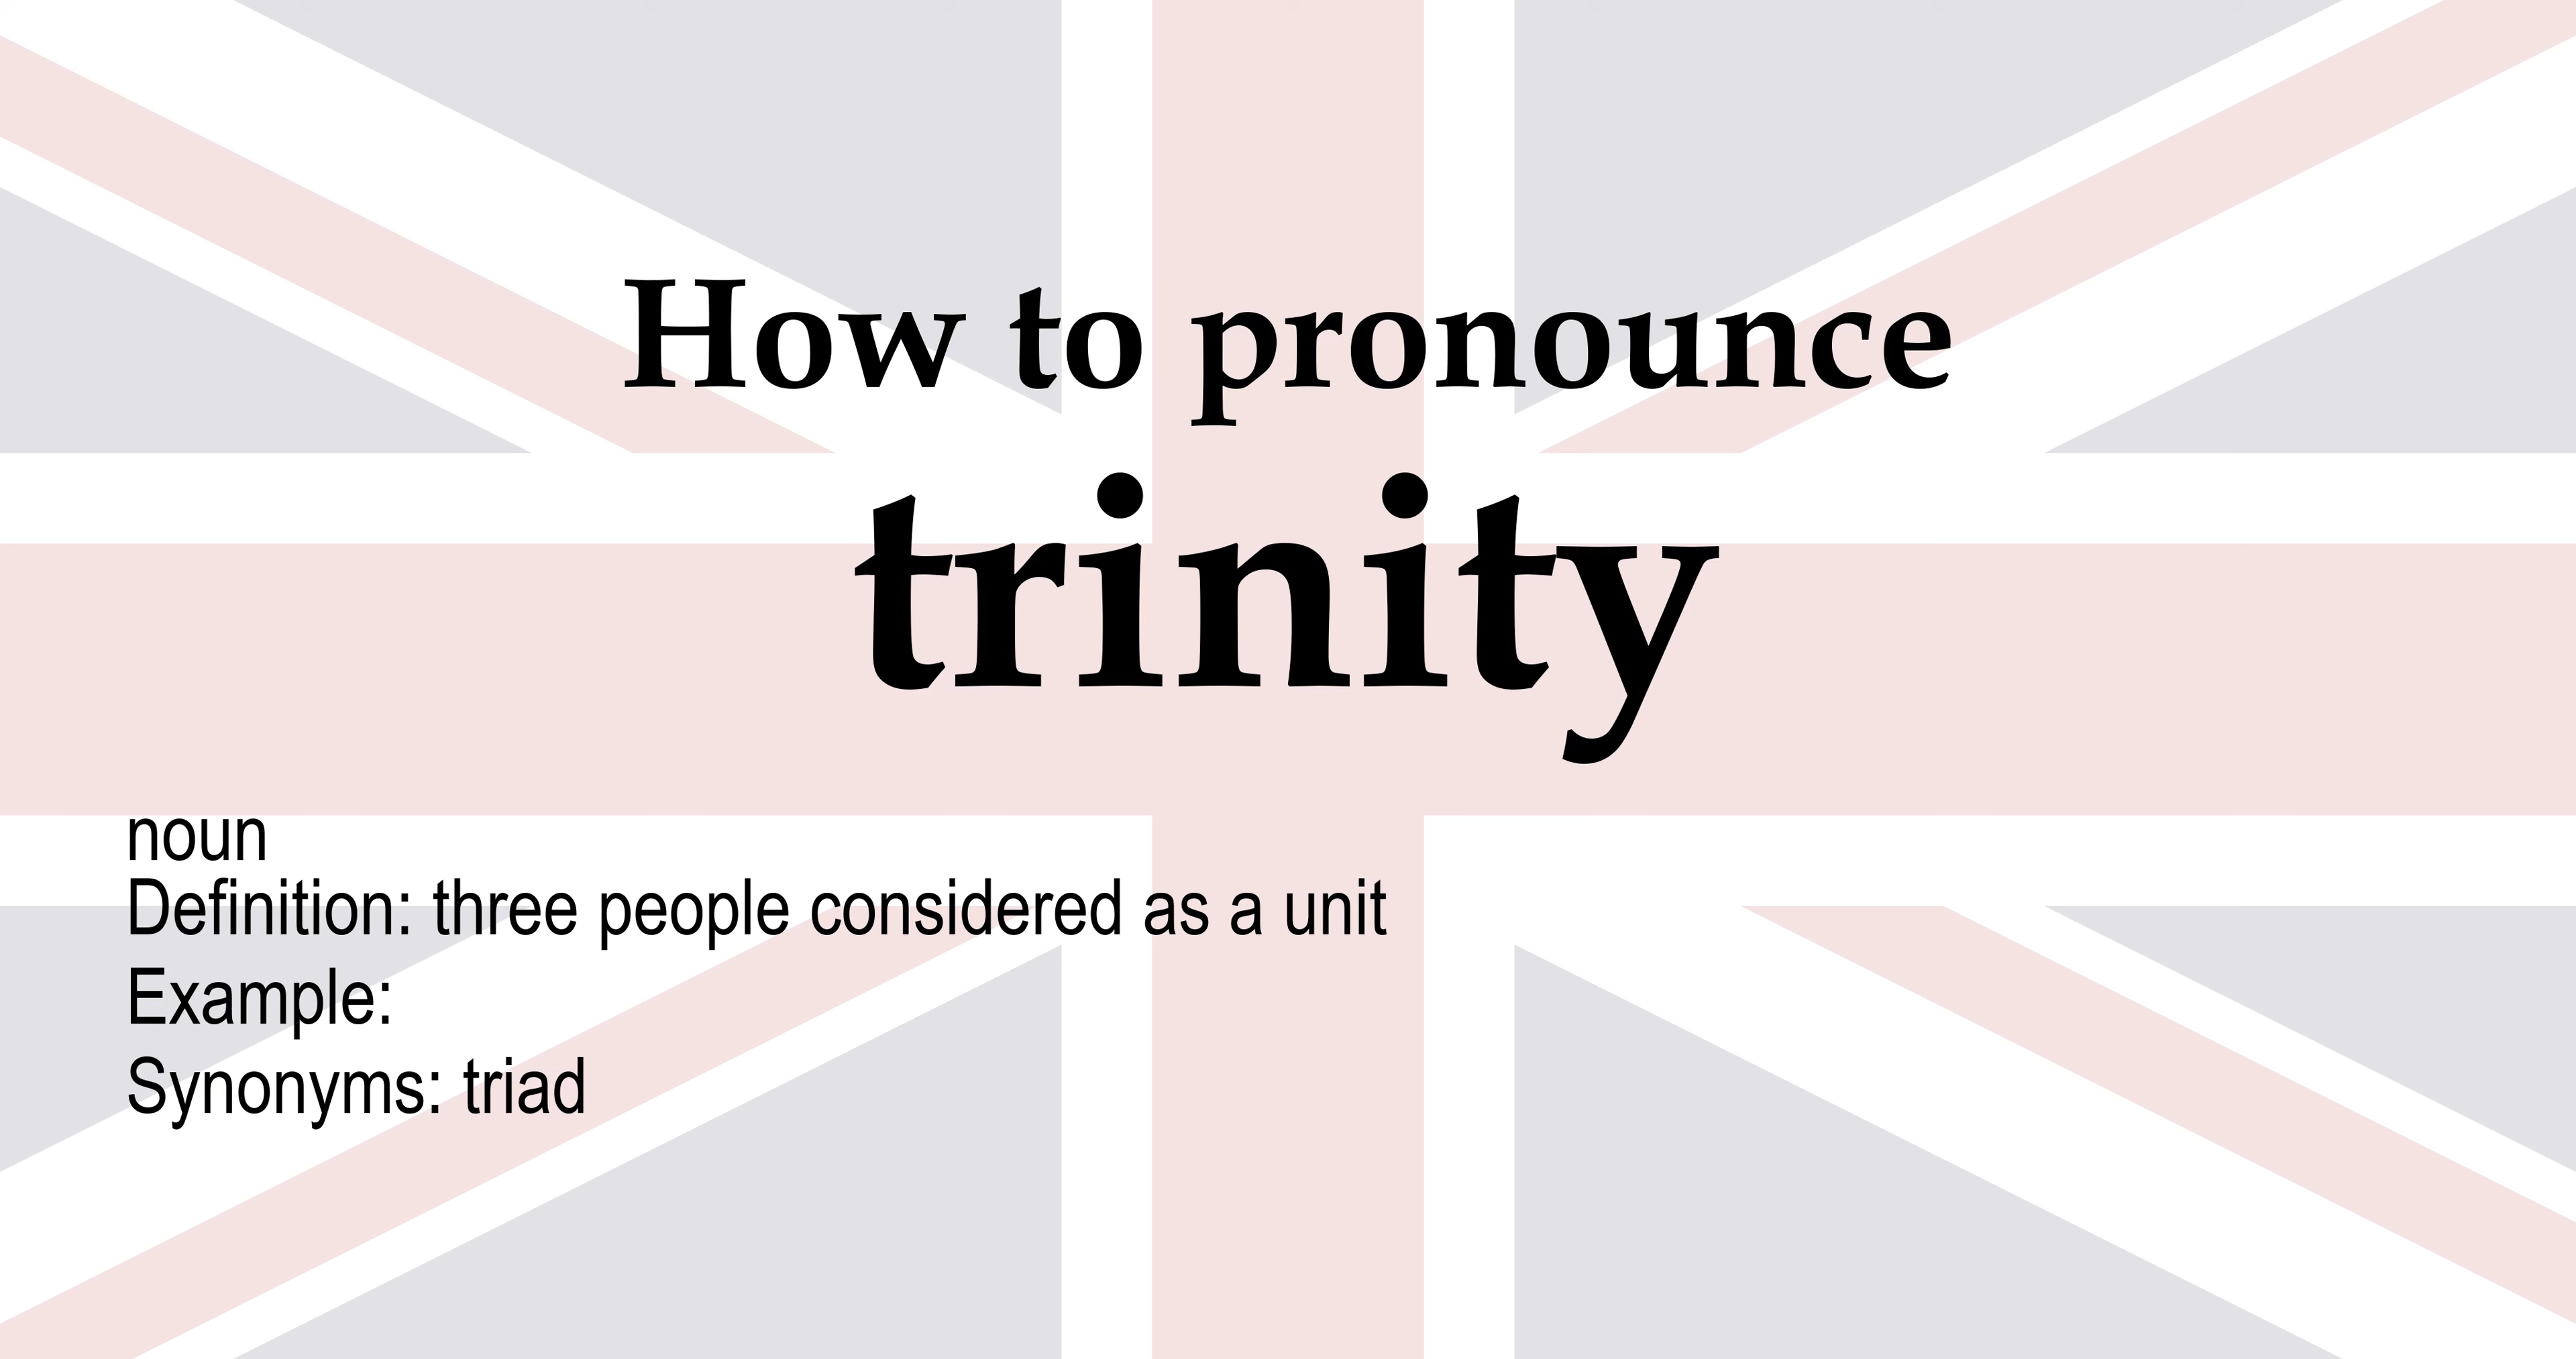 How to pronounce
trinity
noun
Definition: three people considered as a unit
Example:
Synonyms: triad